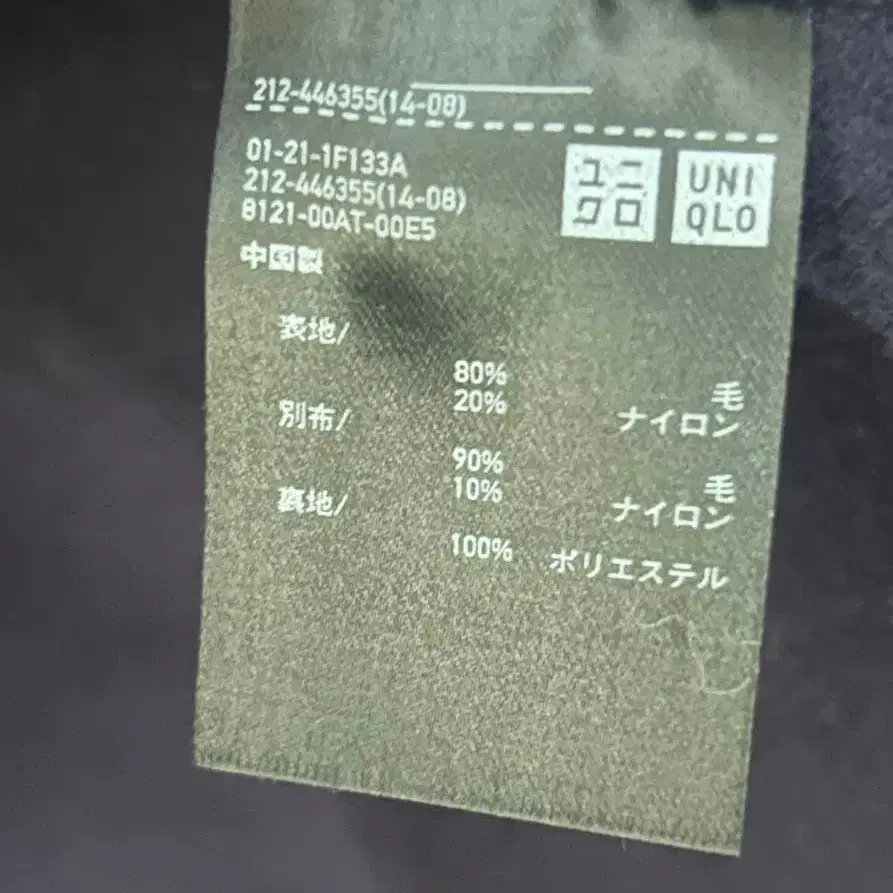 212-446355(14-08)
01-21-1F133A
212-446355(14-08)
8121-00AT-00E5
中国製
ユニ
クロ
UNI
QLO
表地/
80% 毛
20% ナイロン
別布/
90% 毛
10% ナイロン
裏地/
100% ポリエステル